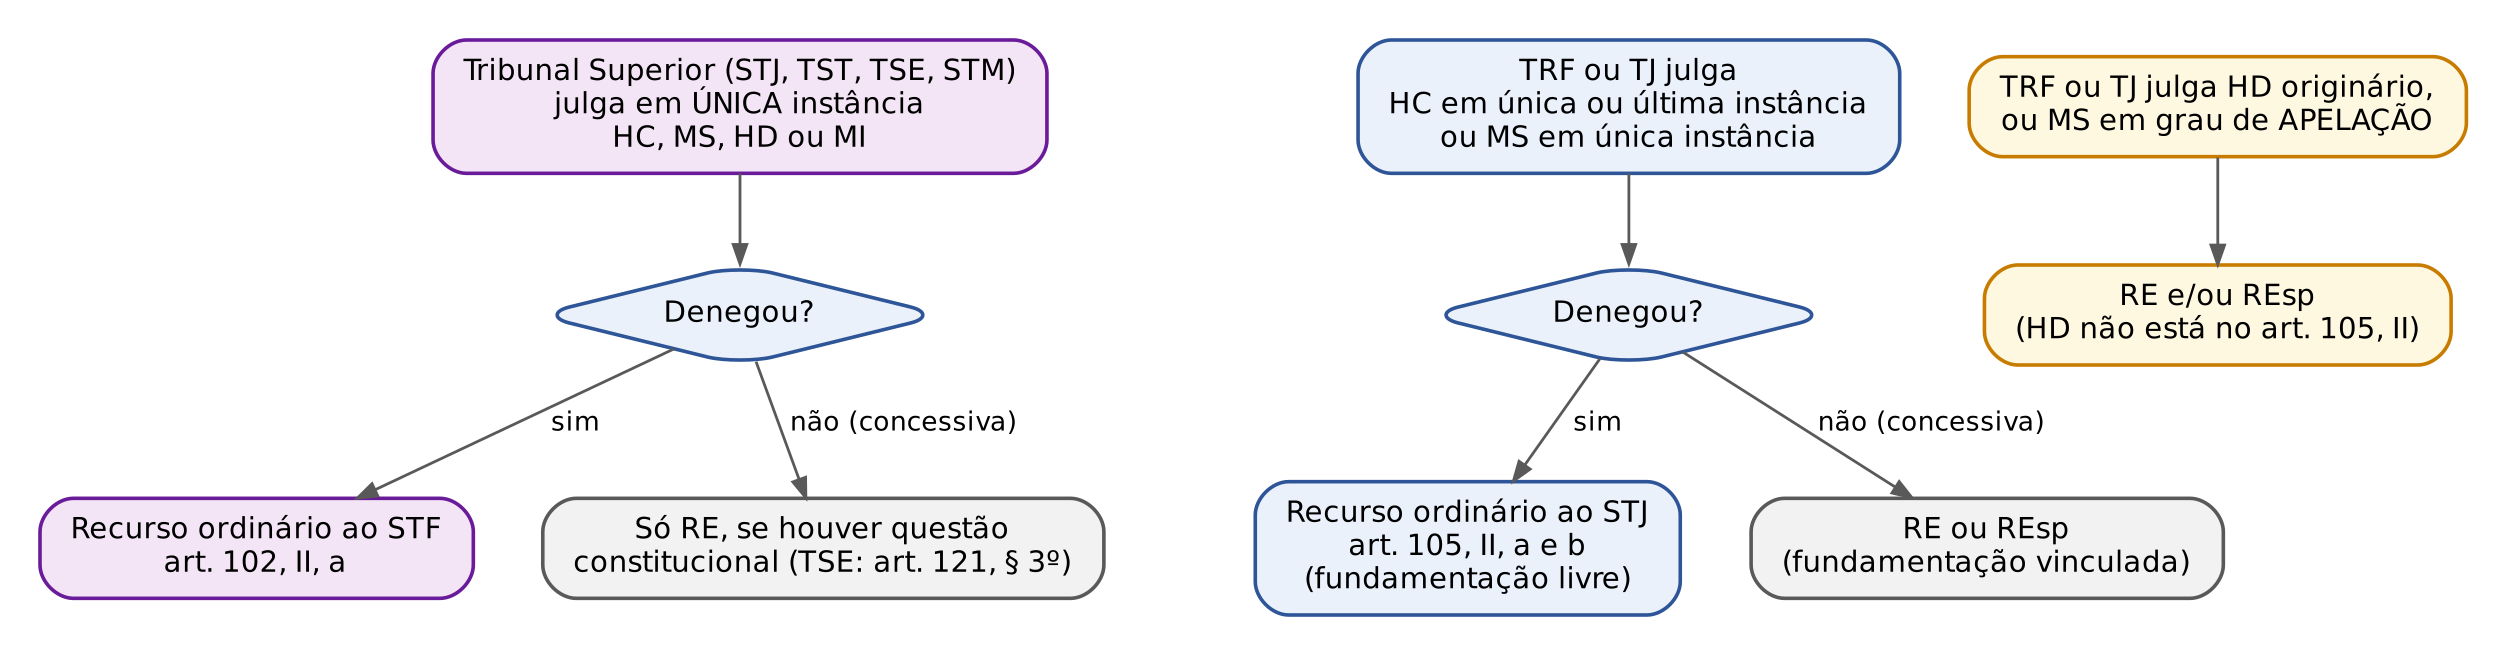 Tribunal Superior (STJ, TST, TSE, STM)
julga em ÚNICA instância
HC, MS, HD ou MI
Denegou?
sim
não (concessiva)
Recurso ordinário ao STF
art. 102, II, a
Só RE, se houver questão
constitucional (TSE: art. 121, § 3º)
TRF ou TJ julga
HC em única ou última instância
ou MS em única instância
Denegou?
sim
não (concessiva)
Recurso ordinário ao STJ
art. 105, II, a e b
(fundamentação livre)
RE ou REsp
(fundamentação vinculada)
TRF ou TJ julga HD originário,
ou MS em grau de APELAÇÃO
RE e/ou REsp
(HD não está no art. 105, II)